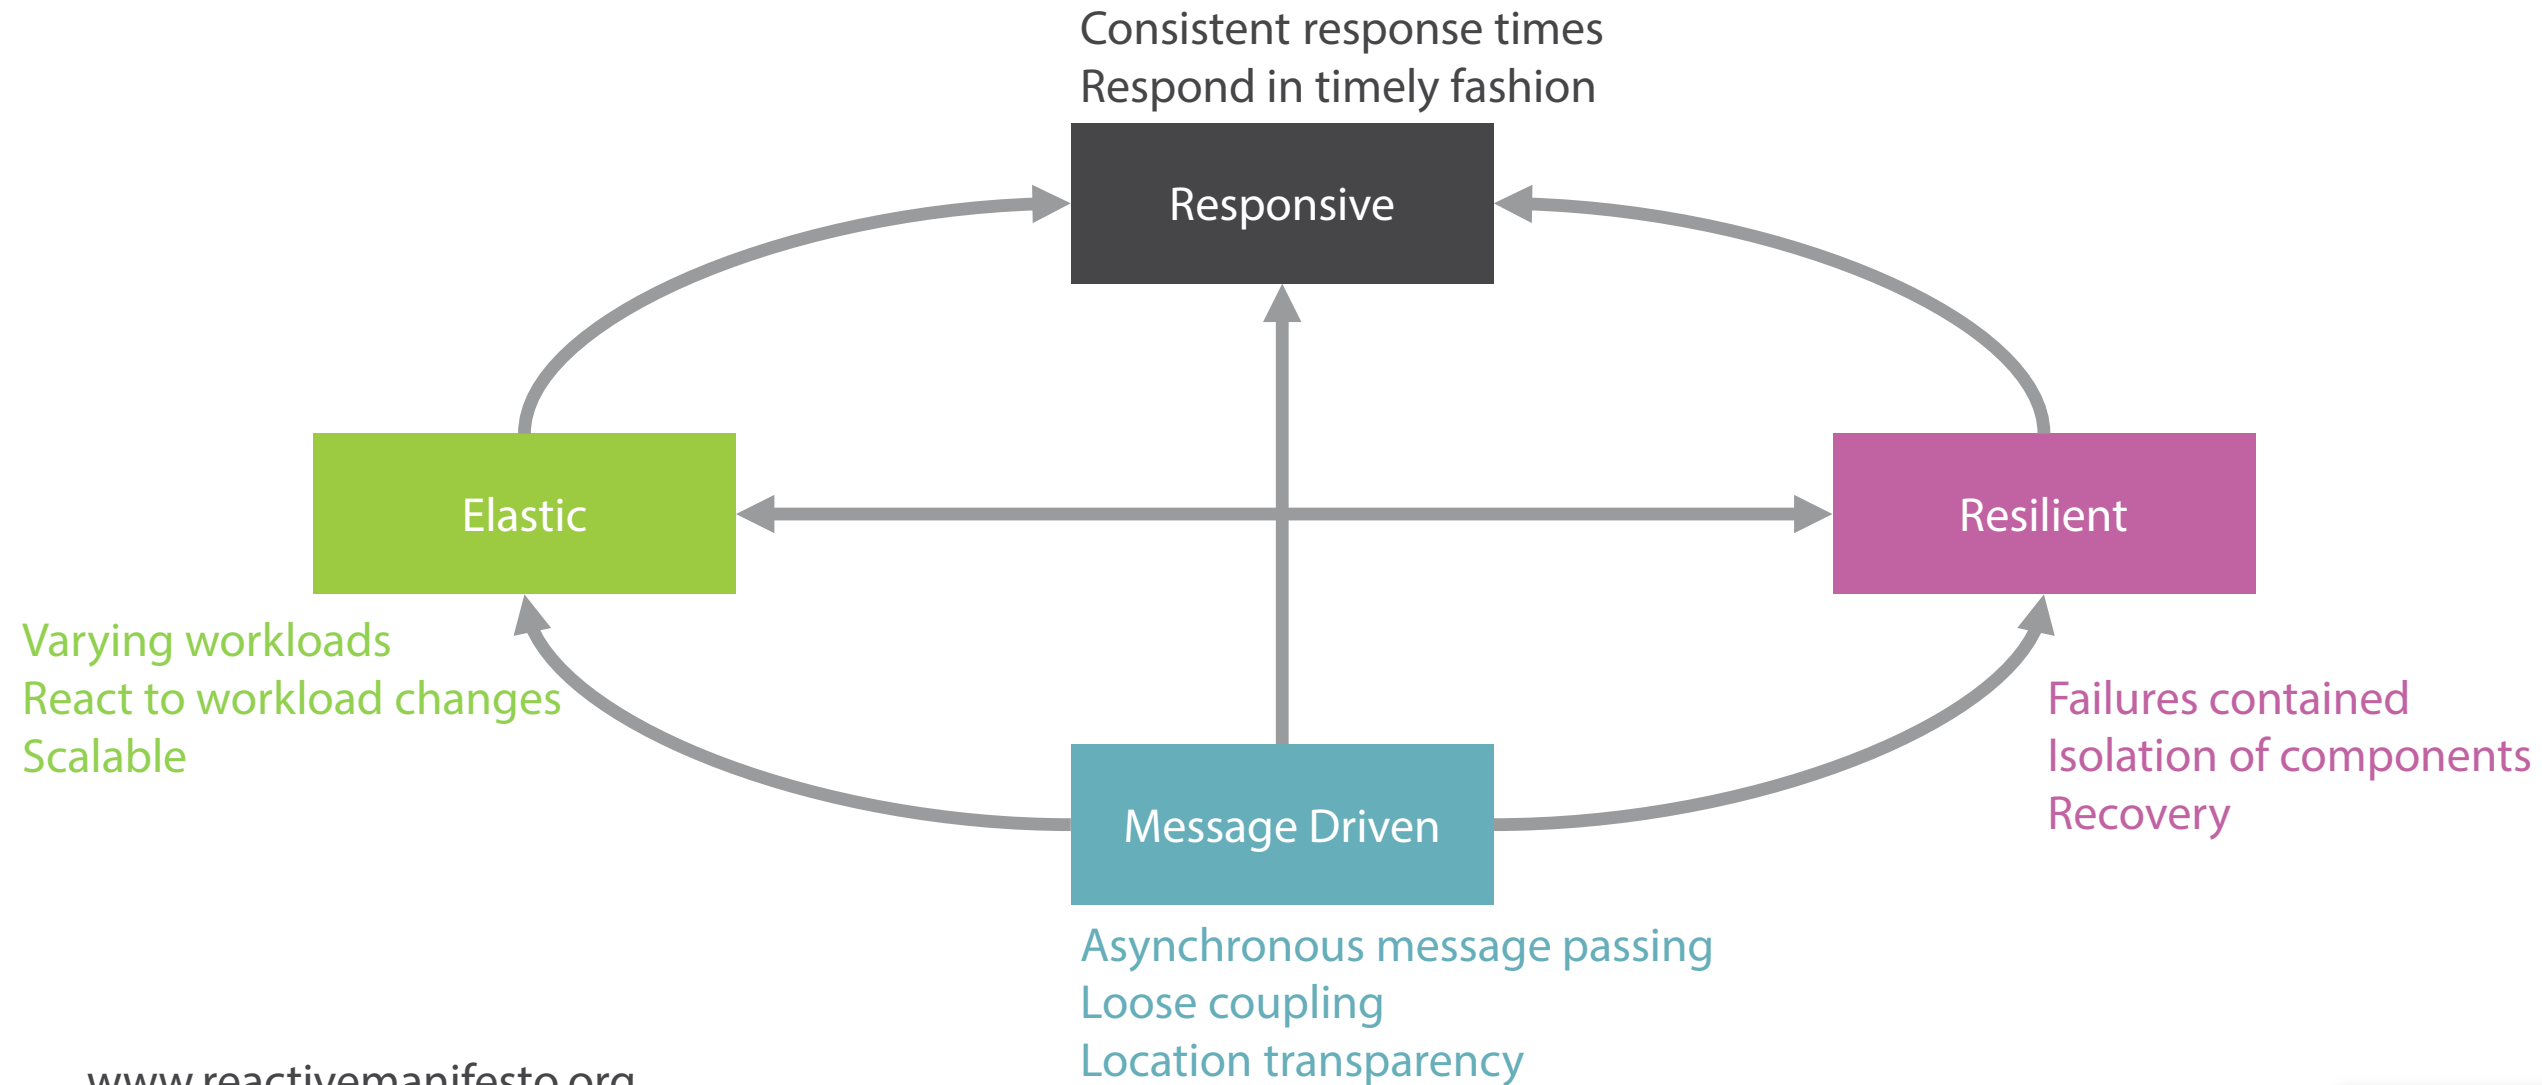 Consistent response times
Respond in timely fashion
Responsive
Elastic
Resilient
Varying workloads
React to workload changes
Scalable
Failures contained
Isolation of components
Recovery
Message Driven
Asynchronous message passing
Loose coupling
Location transparency
www.reactivemanifesto.org